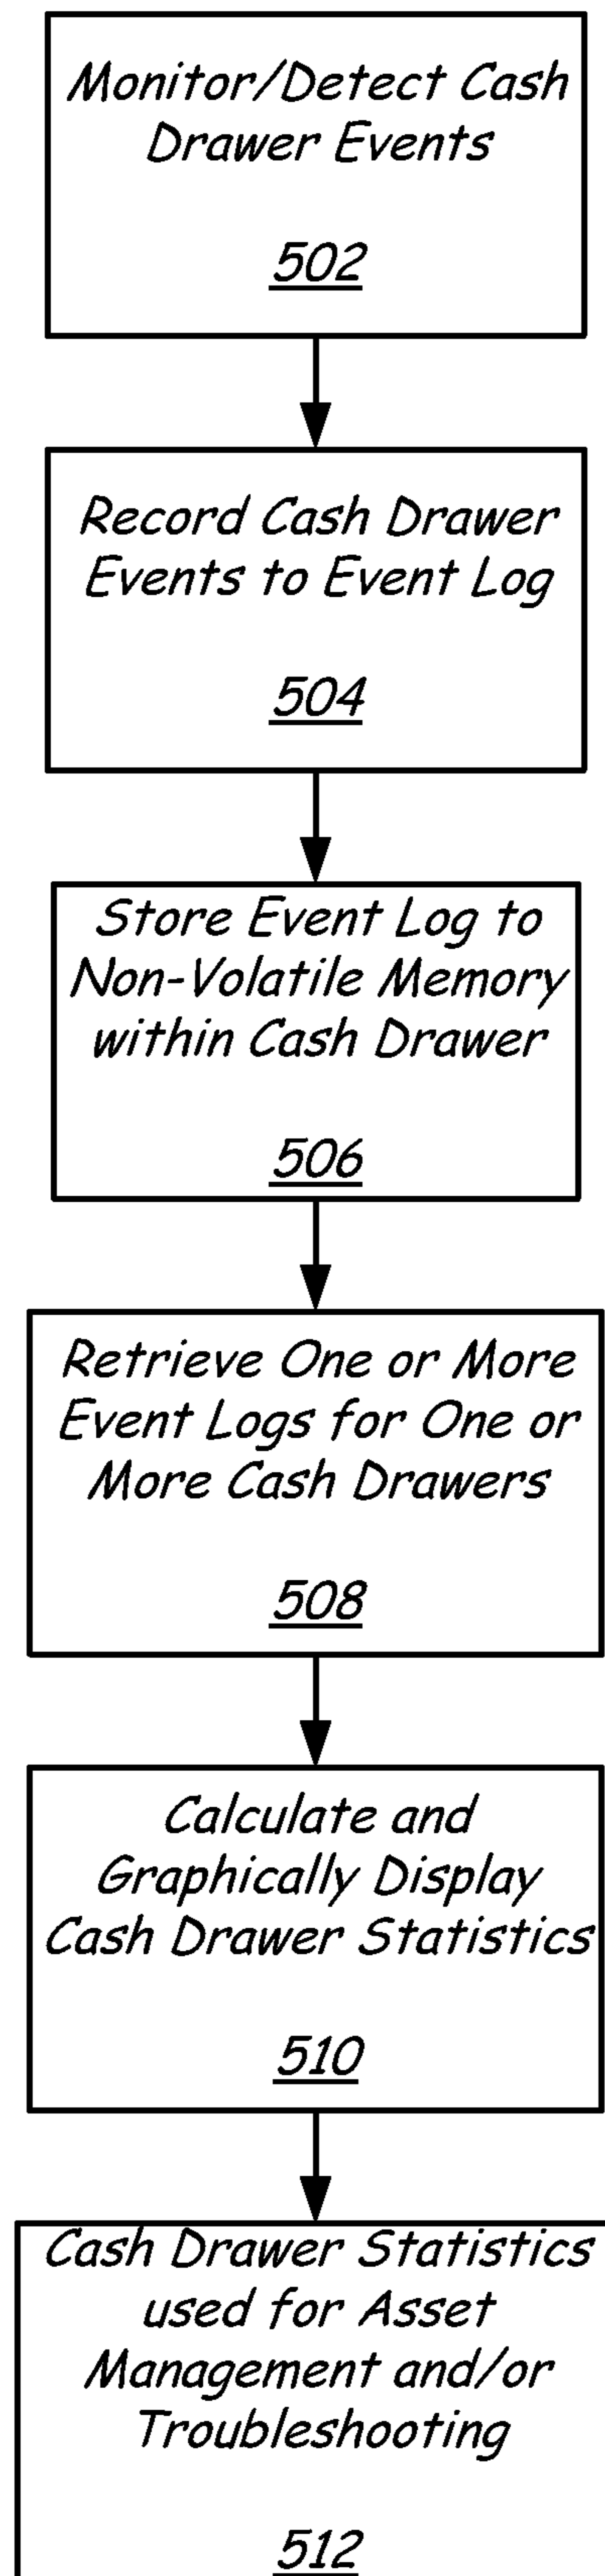 Monitor/Detect Cash
Drawer Events
502
Record Cash Drawer
Events to Event Log
504
Store Event Log to
Non-Volatile Memory
within Cash Drawer
506
Retrieve One or More
Event Logs for One or
More Cash Drawers
508
Calculate and
Graphically Display
Cash Drawer Statistics
510
Cash Drawer Statistics
used for Asset
Management and/or
Troubleshooting
512